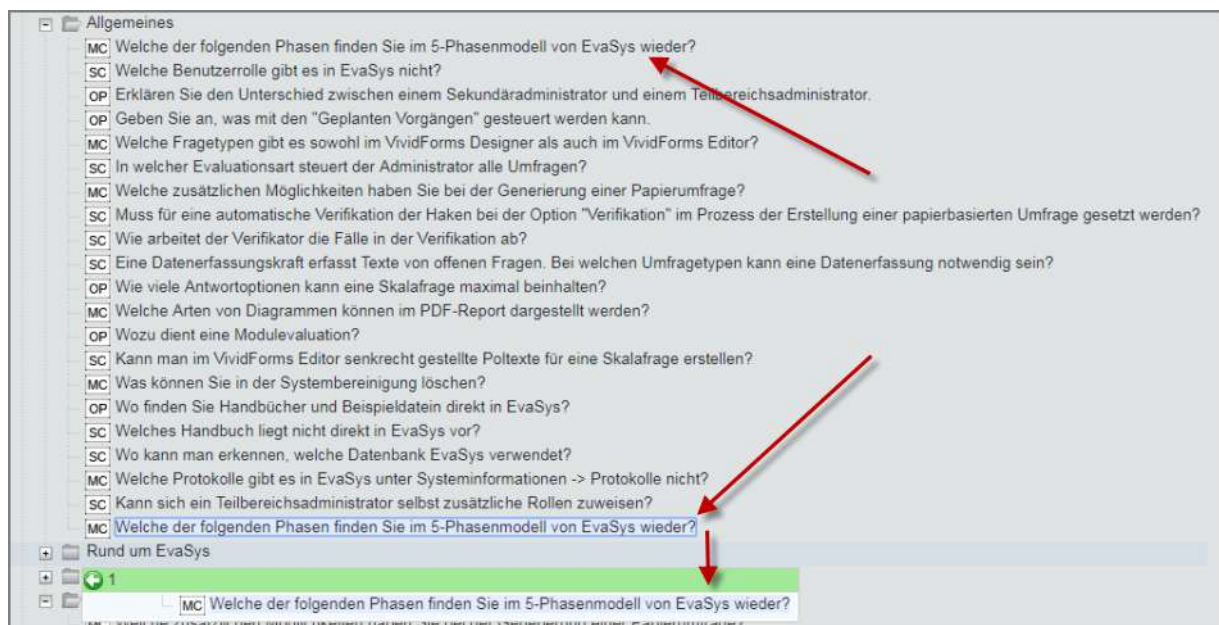 Allgemeines
MC Welche der folgenden Phasen finden Sie im 5-Phasenmodell von EvaSys wieder?
SC Welche Benutzerrolle gibt es in EvaSys nicht?
OP Erklären Sie den Unterschied zwischen einem Sekundäradministrator und einem Teilbereichsadministrator.
OP Geben Sie an, was mit den "Geplanten Vorgängen" gesteuert werden kann.
MC Welche Fragetypen gibt es sowohl im VividForms Designer als auch im VividForms Editor?
SC In welcher Evaluationsart steuert der Administrator alle Umfragen?
MC Welche zusätzlichen Möglichkeiten haben Sie bei der Generierung einer Papierumfrage?
SC Muss für eine automatische Verifikation der Haken bei der Option "Verifikation" im Prozess der Erstellung einer papierbasierten Umfrage gesetzt werden?
SC Wie arbeitet der Verifikator die Fälle in der Verifikation ab?
SC Eine Datenerfassungskraft erfasst Texte von offenen Fragen. Bei welchen Umfragetypen kann eine Datenerfassung notwendig sein?
OP Wie viele Antwortoptionen kann eine Skalafrage maximal beinhalten?
MC Welche Arten von Diagrammen können im PDF-Report dargestellt werden?
OP Wozu dient eine Modulevaluation?
SC Kann man im VividForms Editor senkrecht gestellte Poltexte für eine Skalafrage erstellen?
MC Was können Sie in der Systembereinigung löschen?
OP Wo finden Sie Handbücher und Beispieldatein direkt in EvaSys?
SC Welches Handbuch liegt nicht direkt in EvaSys vor?
SC Wo kann man erkennen, welche Datenbank EvaSys verwendet?
MC Welche Protokolle gibt es in EvaSys unter Systeminformationen -> Protokolle nicht?
SC Kann sich ein Teilbereichsadministrator selbst zusätzliche Rollen zuweisen?
MC Welche der folgenden Phasen finden Sie im 5-Phasenmodell von EvaSys wieder?
Rund um EvaSys
1
MC Welche der folgenden Phasen finden Sie im 5-Phasenmodell von EvaSys wieder?